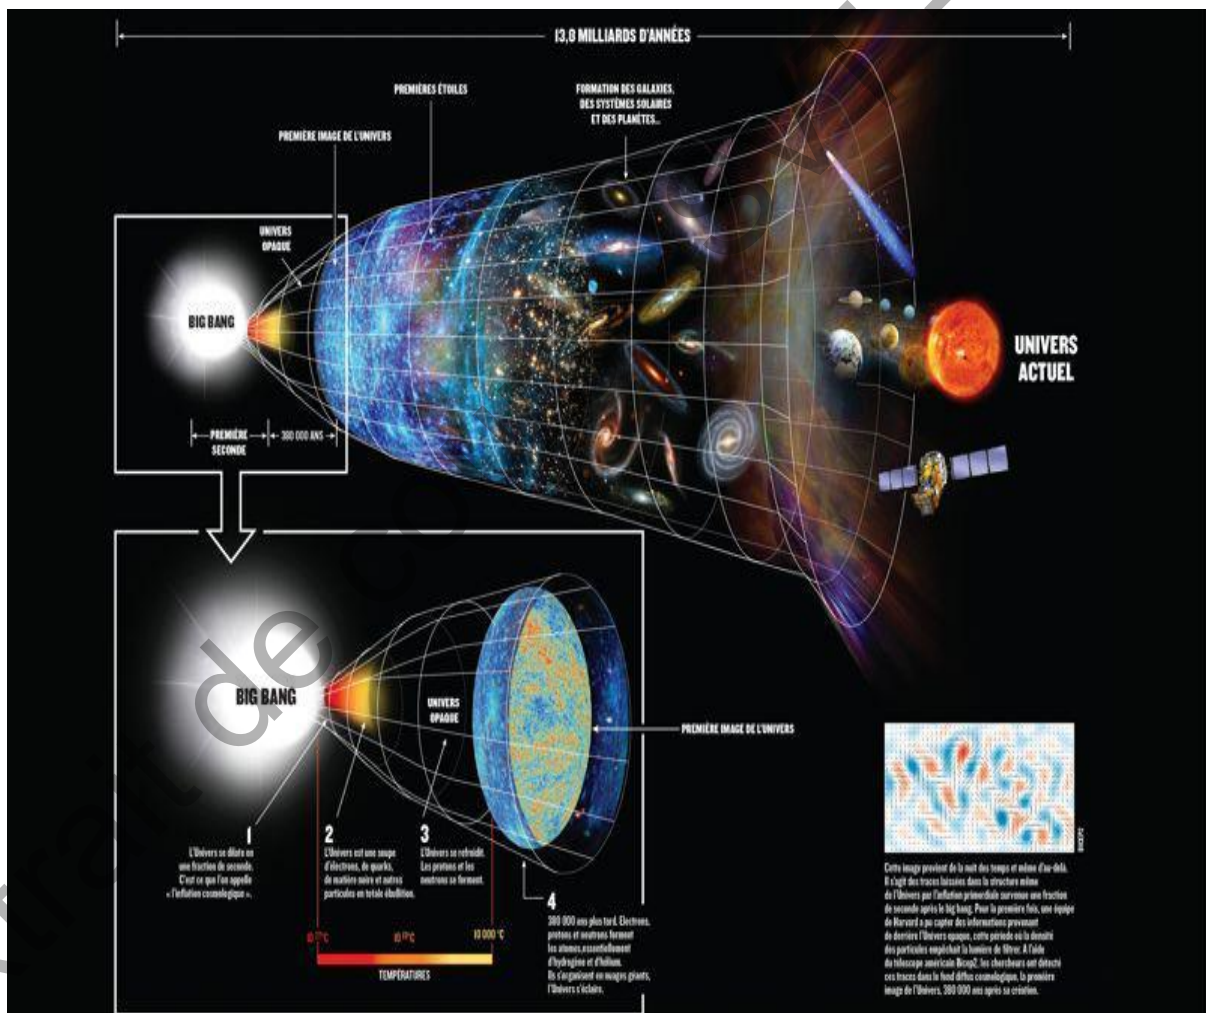 13,8 MILLIARDS D'ANNÉES
PREMIÈRES ÉTOILES
FORMATION DES GALAXIES,
DES SYSTÈMES SOLAIRES
ET DES PLANÈTES...
PREMIÈRE IMAGE DE L'UNIVERS
UNIVERS
OPAQUE
BIG BANG
UNIVERS
ACTUEL
PREMIÈRE
SECONDE
380 000 ANS
BIG BANG
UNIVERS
OPAQUE
PREMIÈRE IMAGE DE L'UNIVERS
1
L'Univers se dilate en
une fraction de seconde.
C'est ce que l'on appelle
« l'inflation cosmologique ».
2
L'Univers est une soupe
d'électrons, de quarks,
de matière noire et autres
particules en totale ébullition.
3
L'Univers se refroidit.
Les protons et les
neutrons se forment.
4
380 000 ans plus tard. Electrons,
protons et neutrons forment
les atomes, essentiellement
d'hydrogène et d'hélium.
Ils s'organisent en nuages géants,
l'Univers s'éclaire.
10 000 °C
TEMPÉRATURES
BICEP2
Cette image provient de la nuit des temps et même d'au-delà.
Il s'agit des traces laissées dans la structure même
de l'Univers par l'inflation primordiale survenue une fraction
de seconde après le big bang. Pour la première fois, une équipe
de Harvard a pu capter des informations provenant
de derrière l'Univers opaque, cette période où la densité
des particules empêchait la lumière de filtrer. A l'aide
du télescope américain Bicep2, les chercheurs ont détecté
ces traces dans le fond diffus cosmologique, la première
image de l'Univers, 380 000 ans après sa création.